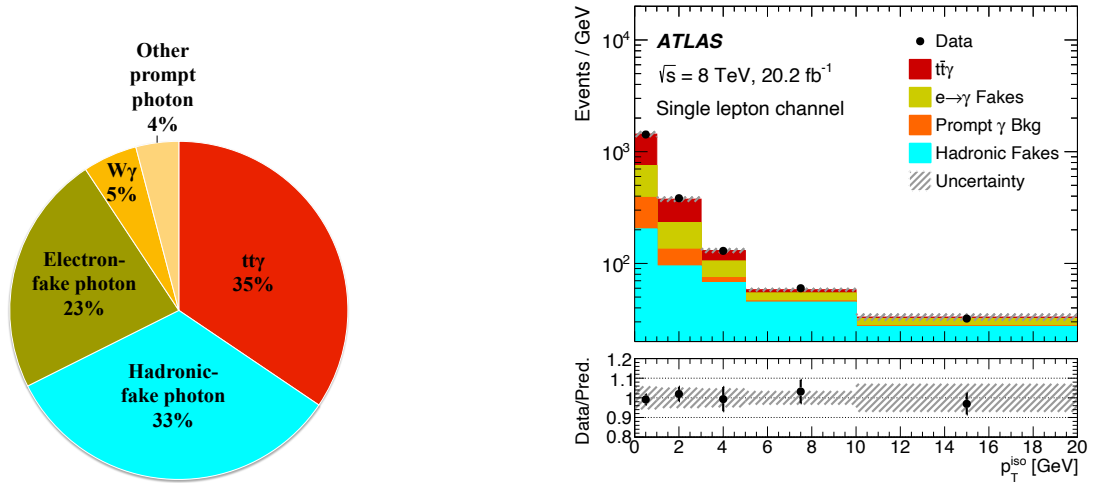 Other
prompt
photon
4%
Wγ
5%
Electron-
fake photon
23%
ttγ
35%
Hadronic-
fake photon
33%
Events / GeV
10⁴
10³
10²
ATLAS
√s = 8 TeV, 20.2 fb⁻¹
Single lepton channel
Data
tt̄γ
e→γ Fakes
Prompt γ Bkg
Hadronic Fakes
Uncertainty
Data/Pred.
1.2
1.1
1
0.9
0.8
0 2 4 6 8 10 12 14 16 18 20
p_T^iso [GeV]